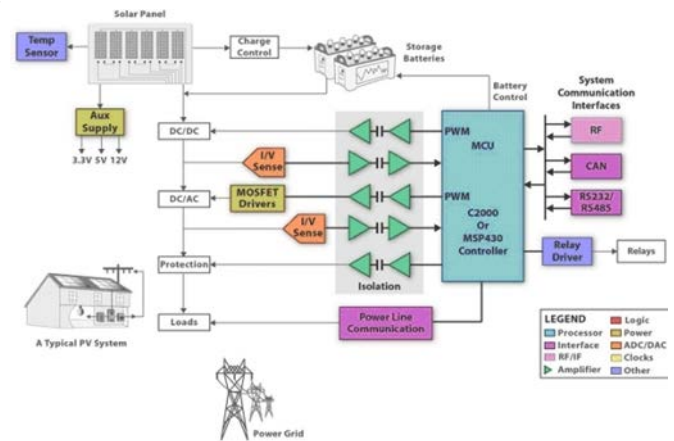 Solar Panel
Temp
Sensor
Charge
Control
Storage
Batteries
Battery
Control
System
Communication
Interfaces
Aux
Supply
3.3V 5V 12V
DC/DC
PWM
MCU
RF
I/V
Sense
CAN
DC/AC
MOSFET
Drivers
PWM
RS232/
RS485
C2000
Or
MSP430
Controller
I/V
Sense
Relay
Driver
Relays
Protection
Isolation
Loads
Power Line
Communication
A Typical PV System
LEGEND
Processor
Interface
RF/IF
Amplifier
Logic
Power
ADC/DAC
Clocks
Other
Power Grid